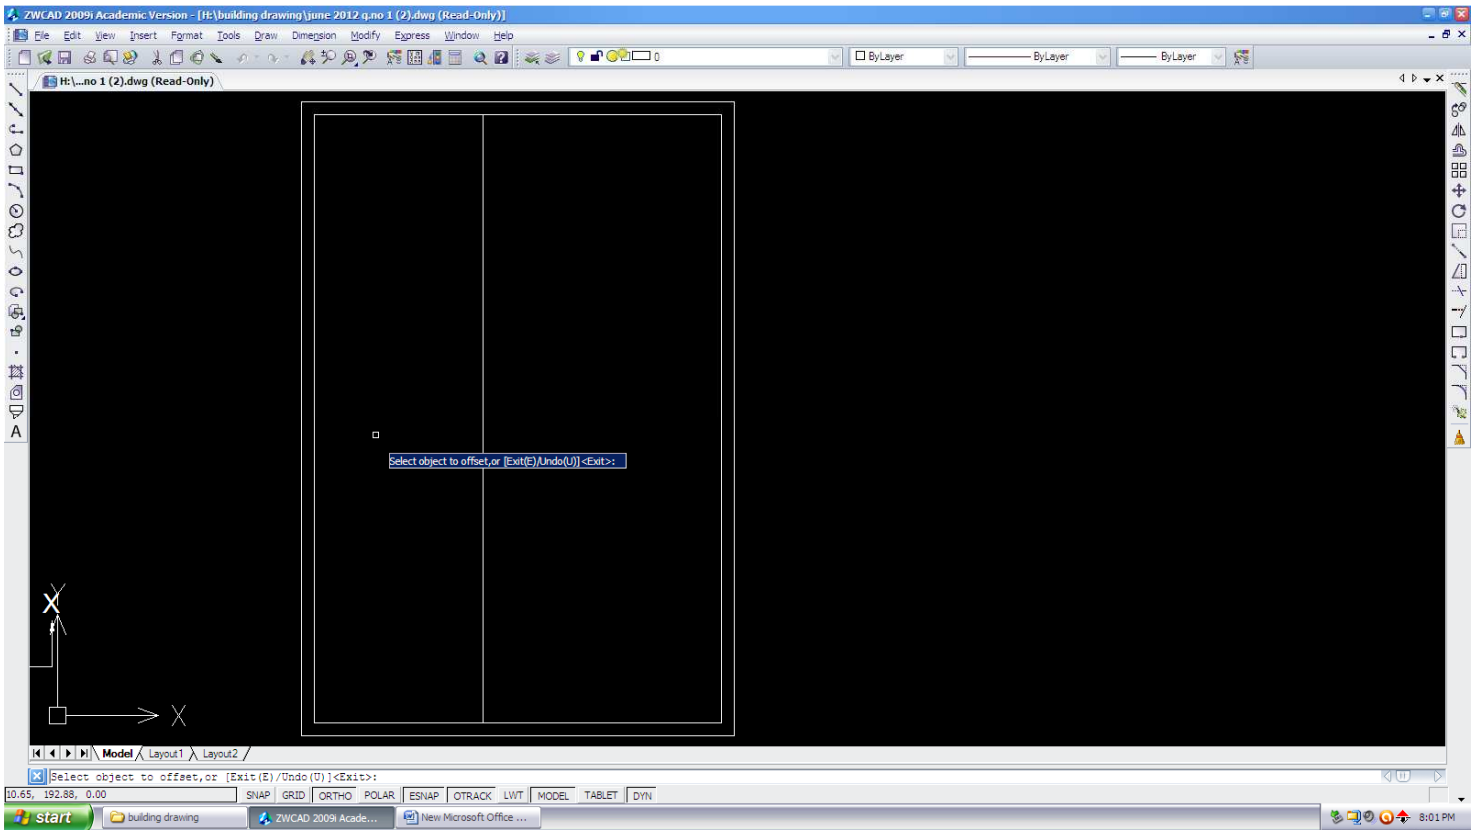 ZWCAD 2009i Academic Version - [H:\building drawing\june 2012 q.no 1 (2).dwg (Read-Only)]
File Edit View Insert Format Tools Draw Dimension Modify Express Window Help
0 ByLayer ByLayer ByLayer
H:\...no 1 (2).dwg (Read-Only)
A
Select object to offset,or [Exit(E)/Undo(U)]<Exit>:
Y
X
X
Model Layout1 Layout2
Select object to offset,or [Exit(E)/Undo(U)]<Exit>:
10.65, 192.88, 0.00 SNAP GRID ORTHO POLAR ESNAP OTRACK LWT MODEL TABLET DYN
start building drawing ZWCAD 2009i Acade... New Microsoft Office ... 8:01 PM